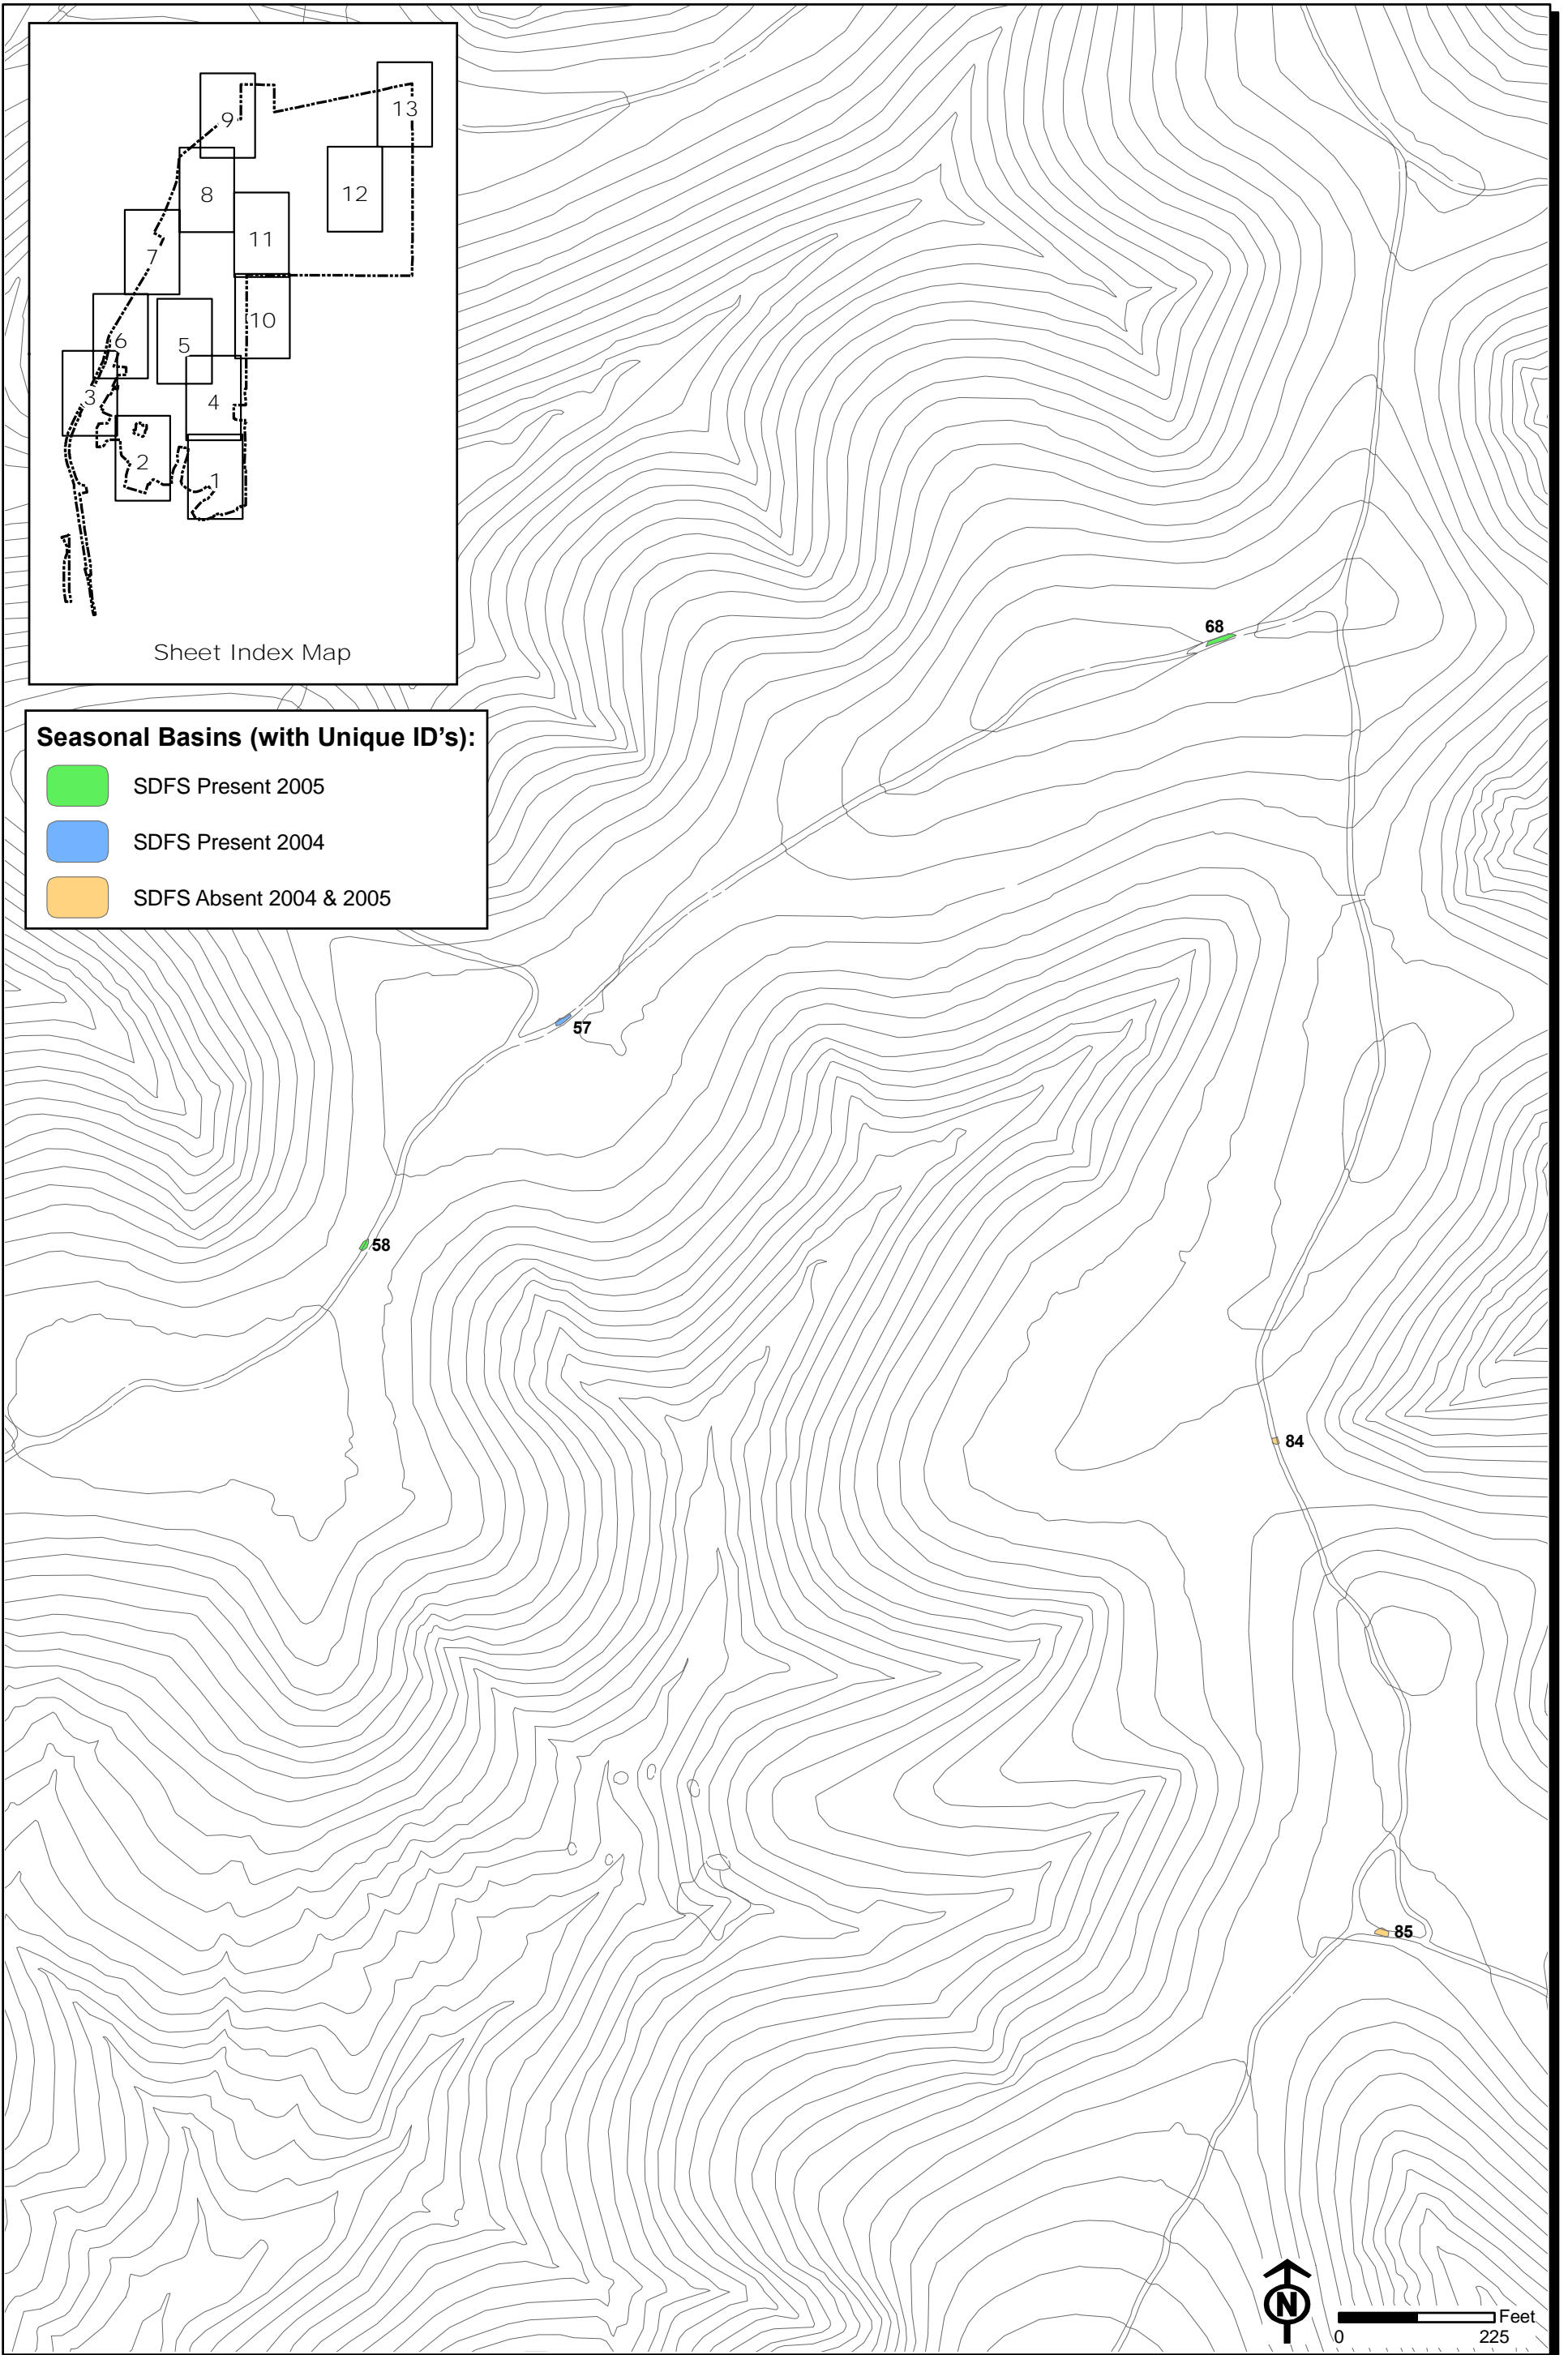 9
13
8
12
11
7
10
6
5
3
4
2
1
Sheet Index Map
Seasonal Basins (with Unique ID’s):
SDFS Present 2005
SDFS Present 2004
SDFS Absent 2004 & 2005
68
57
58
84
85
N
Feet
0 225